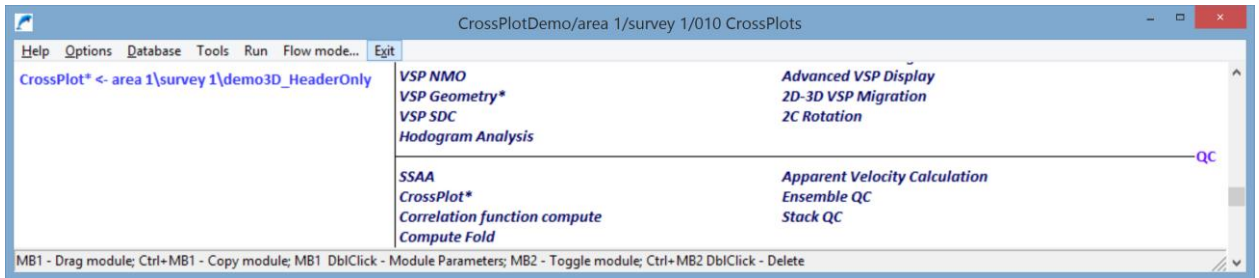 CrossPlotDemo/area 1/survey 1/010 CrossPlots
Help Options Database Tools Run Flow mode... Exit
CrossPlot* <- area 1\survey 1\demo3D_HeaderOnly
VSP NMO Advanced VSP Display
VSP Geometry* 2D-3D VSP Migration
VSP SDC 2C Rotation
Hodogram Analysis
QC
SSAA Apparent Velocity Calculation
CrossPlot* Ensemble QC
Correlation function compute Stack QC
Compute Fold
MB1 - Drag module; Ctrl+MB1 - Copy module; MB1 DblClick - Module Parameters; MB2 - Toggle module; Ctrl+MB2 DblClick - Delete